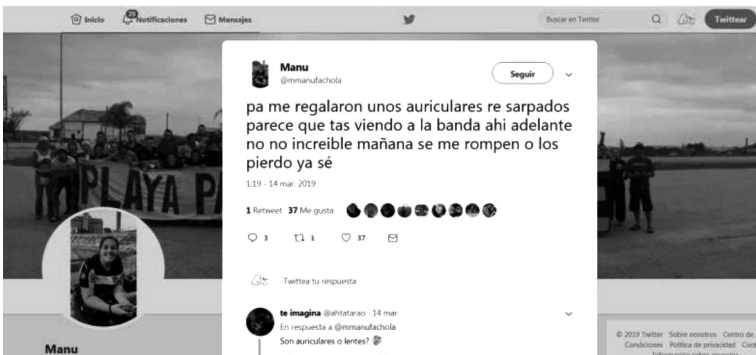 Inicio
25
Notificaciones
Mensajes
Buscar en Twitter
Twittear
Manu
@mmanufachola
Seguir
pa me regalaron unos auriculares re sarpados
parece que tas viendo a la banda ahi adelante
no no increible mañana se me rompen o los
pierdo ya sé
1:19 - 14 mar. 2019
1 Retweet 37 Me gusta
3 1 37
Twittea tu respuesta
te imagina @ahtatarao · 14 mar.
En respuesta a @mmanufachola
Son auriculares o lentes?
PLAYA P
Manu
© 2019 Twitter Sobre nosotros Centro de
Condiciones Política de privacidad